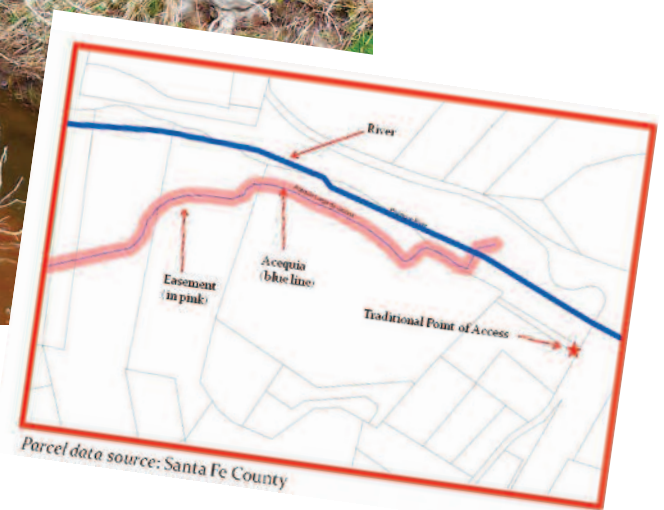 River
Acequia
(blue line)
Easement
(in pink)
Traditional Point of Access
Parcel data source: Santa Fe County